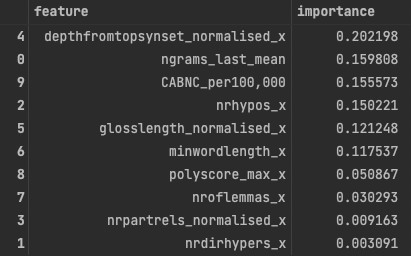 feature importance
4 depthfromtopsynset_normalised_x 0.202198
0 ngrams_last_mean 0.159808
9 CABNC_per100,000 0.155573
2 nrhypos_x 0.150221
5 glosslength_normalised_x 0.121248
6 minwordlength_x 0.117537
8 polyscore_max_x 0.050867
7 nroflemmas_x 0.030293
3 nrpartrels_normalised_x 0.009163
1 nrdirhypers_x 0.003091